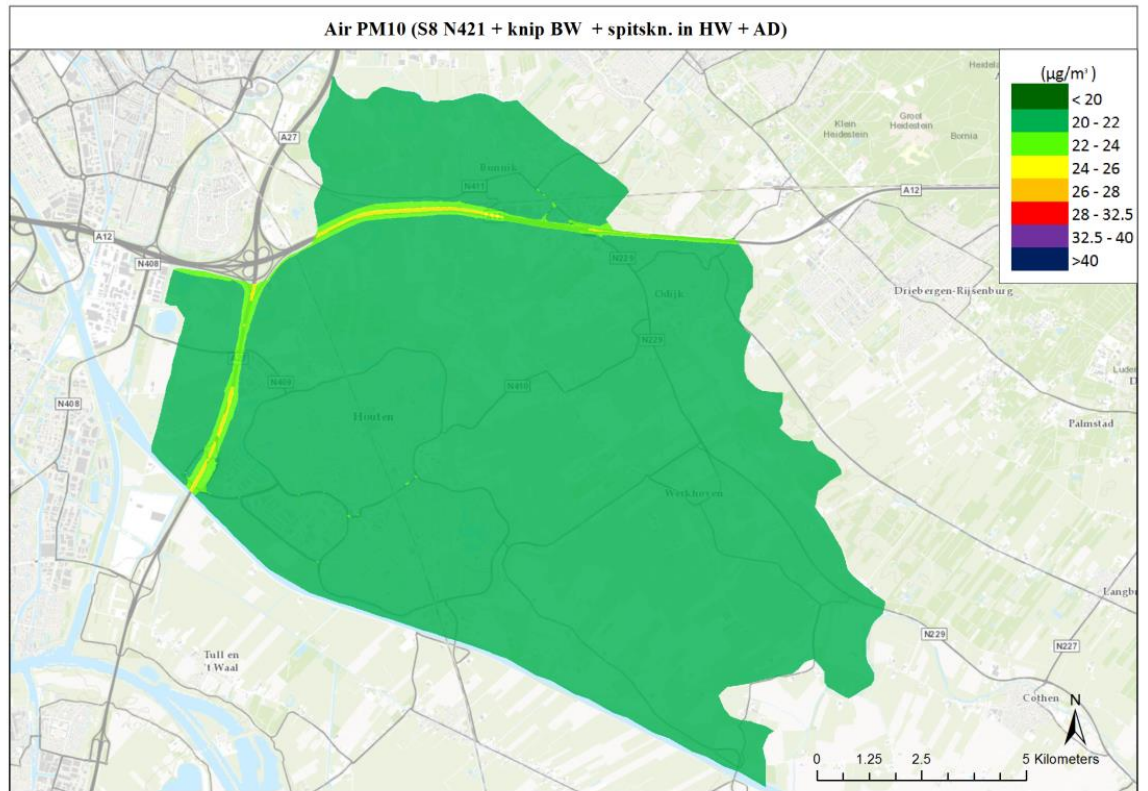 Air PM10 (S8 N421 + knip BW + spitskn. in HW + AD)
(µg/m³ )
< 20
20 - 22
22 - 24
24 - 26
26 - 28
28 - 32.5
32.5 - 40
>40
Klein
Heidestein
Groot
Heidestein
Bornia
A27
Bunnik
N411
A12
A12
N408
N229
Odijk
Driebergen-Rijsenburg
N229
N409
N410
N408
Houten
Palmstad
Werkhoven
Tull en
't Waal
N229
N227
Cothen
N
0 1.25 2.5 5 Kilometers